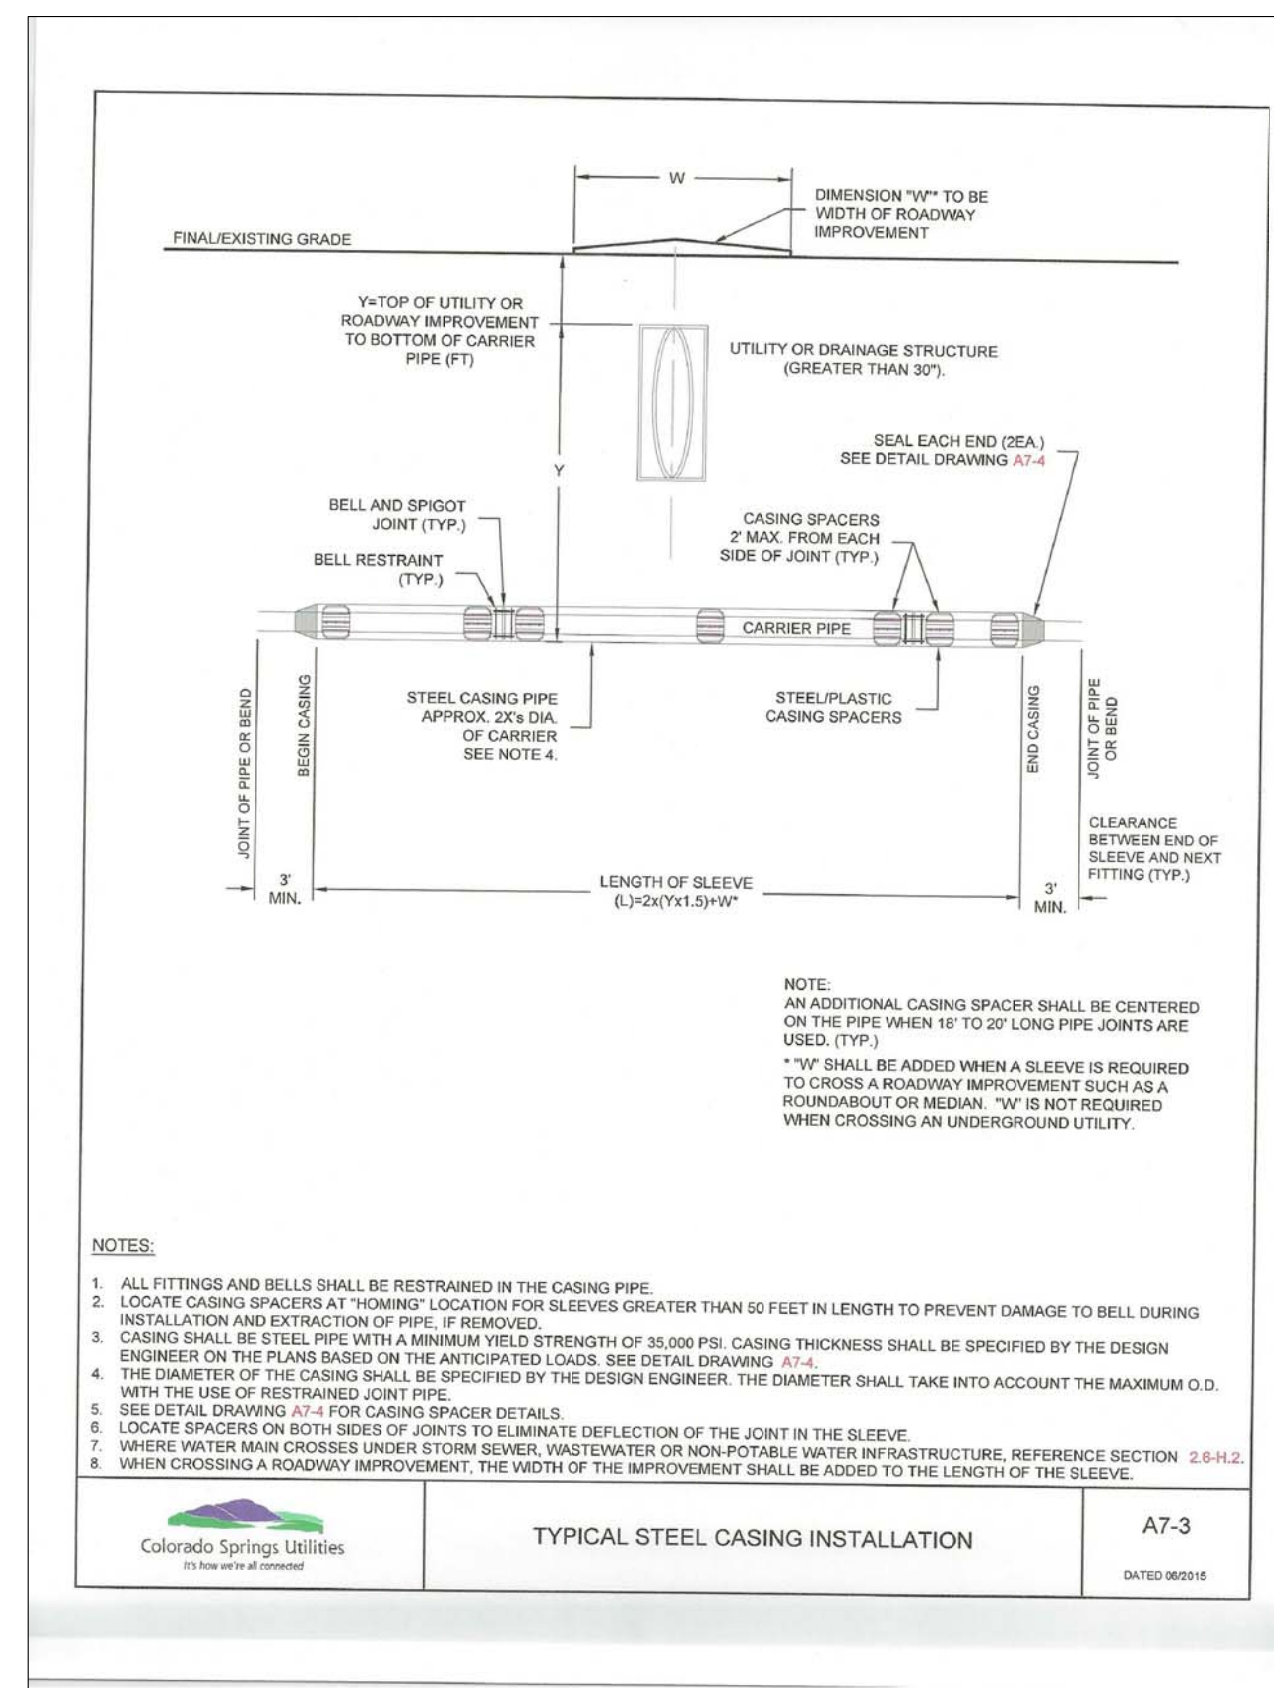 W
DIMENSION "W"* TO BE
WIDTH OF ROADWAY
IMPROVEMENT
FINAL/EXISTING GRADE
Y=TOP OF UTILITY OR
ROADWAY IMPROVEMENT
TO BOTTOM OF CARRIER
PIPE (FT)
UTILITY OR DRAINAGE STRUCTURE
(GREATER THAN 30").
SEAL EACH END (2EA.)
SEE DETAIL DRAWING A7-4
Y
BELL AND SPIGOT
JOINT (TYP.)
CASING SPACERS
2' MAX. FROM EACH
SIDE OF JOINT (TYP.)
BELL RESTRAINT
(TYP.)
CARRIER PIPE
JOINT OF PIPE OR BEND
BEGIN CASING
STEEL CASING PIPE
APPROX. 2X's DIA.
OF CARRIER
SEE NOTE 4.
STEEL/PLASTIC
CASING SPACERS
END CASING
JOINT OF PIPE
OR BEND
CLEARANCE
BETWEEN END OF
SLEEVE AND NEXT
FITTING (TYP.)
3'
MIN.
LENGTH OF SLEEVE
(L)=2x(Yx1.5)+W*
3'
MIN.
NOTE:
AN ADDITIONAL CASING SPACER SHALL BE CENTERED
ON THE PIPE WHEN 18' TO 20' LONG PIPE JOINTS ARE
USED. (TYP.)
* "W" SHALL BE ADDED WHEN A SLEEVE IS REQUIRED
TO CROSS A ROADWAY IMPROVEMENT SUCH AS A
ROUNDABOUT OR MEDIAN. "W" IS NOT REQUIRED
WHEN CROSSING AN UNDERGROUND UTILITY.
NOTES:
1. ALL FITTINGS AND BELLS SHALL BE RESTRAINED IN THE CASING PIPE.
2. LOCATE CASING SPACERS AT "HOMING" LOCATION FOR SLEEVES GREATER THAN 50 FEET IN LENGTH TO PREVENT DAMAGE TO BELL DURING
INSTALLATION AND EXTRACTION OF PIPE, IF REMOVED.
3. CASING SHALL BE STEEL PIPE WITH A MINIMUM YIELD STRENGTH OF 35,000 PSI. CASING THICKNESS SHALL BE SPECIFIED BY THE DESIGN
ENGINEER ON THE PLANS BASED ON THE ANTICIPATED LOADS. SEE DETAIL DRAWING A7-4.
4. THE DIAMETER OF THE CASING SHALL BE SPECIFIED BY THE DESIGN ENGINEER. THE DIAMETER SHALL TAKE INTO ACCOUNT THE MAXIMUM O.D.
WITH THE USE OF RESTRAINED JOINT PIPE.
5. SEE DETAIL DRAWING A7-4 FOR CASING SPACER DETAILS.
6. LOCATE SPACERS ON BOTH SIDES OF JOINTS TO ELIMINATE DEFLECTION OF THE JOINT IN THE SLEEVE.
7. WHERE WATER MAIN CROSSES UNDER STORM SEWER, WASTEWATER OR NON-POTABLE WATER INFRASTRUCTURE, REFERENCE SECTION 2.6-H.2.
8. WHEN CROSSING A ROADWAY IMPROVEMENT, THE WIDTH OF THE IMPROVEMENT SHALL BE ADDED TO THE LENGTH OF THE SLEEVE.
Colorado Springs Utilities
It's how we're all connected
TYPICAL STEEL CASING INSTALLATION
A7-3
DATED 06/2015